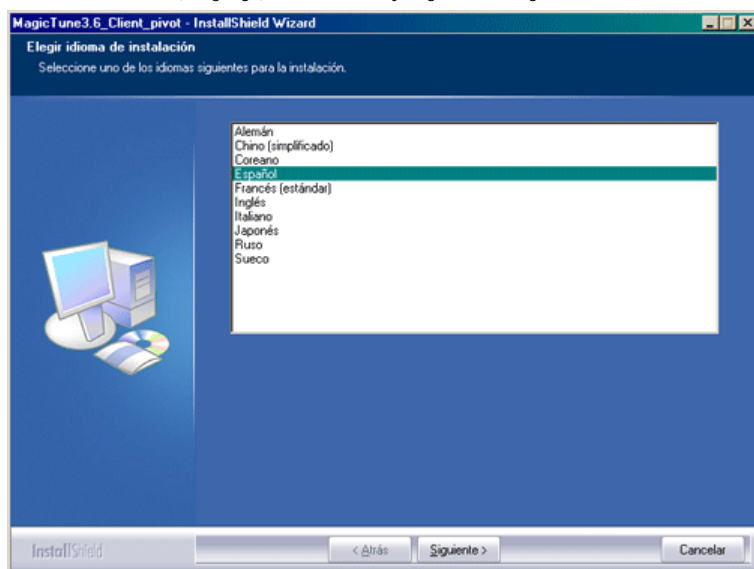 MagicTune3.6_Client_pivot - InstallShield Wizard
Elegir idioma de instalación
Seleccione uno de los idiomas siguientes para la instalación.
Alemán
Chino (simplificado)
Coreano
Español
Francés (estándar)
Inglés
Italiano
Japonés
Ruso
Sueco
InstallShield
< Atrás
Siguiente >
Cancelar